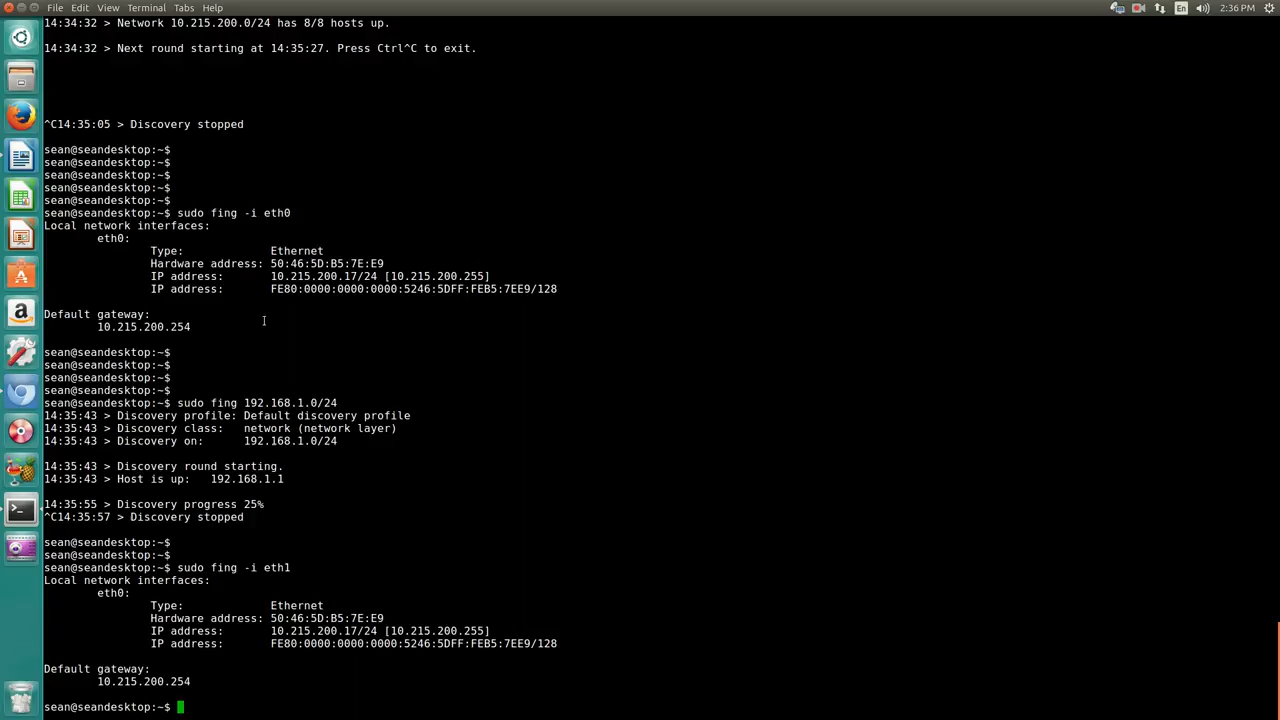 File Edit View Terminal Tabs Help
En 2:36 PM
14:34:32 > Network 10.215.200.0/24 has 8/8 hosts up.
14:34:32 > Next round starting at 14:35:27. Press Ctrl^C to exit.
^C14:35:05 > Discovery stopped
sean@seandesktop:~$
sean@seandesktop:~$
sean@seandesktop:~$
sean@seandesktop:~$
sean@seandesktop:~$
sean@seandesktop:~$ sudo fing -i eth0
Local network interfaces:
eth0:
Type: Ethernet
Hardware address: 50:46:5D:B5:7E:E9
IP address: 10.215.200.17/24 [10.215.200.255]
IP address: FE80:0000:0000:0000:5246:5DFF:FEB5:7EE9/128
Default gateway:
10.215.200.254
sean@seandesktop:~$
sean@seandesktop:~$
sean@seandesktop:~$
sean@seandesktop:~$
sean@seandesktop:~$ sudo fing 192.168.1.0/24
14:35:43 > Discovery profile: Default discovery profile
14:35:43 > Discovery class: network (network layer)
14:35:43 > Discovery on: 192.168.1.0/24
14:35:43 > Discovery round starting.
14:35:43 > Host is up: 192.168.1.1
14:35:55 > Discovery progress 25%
^C14:35:57 > Discovery stopped
sean@seandesktop:~$
sean@seandesktop:~$
sean@seandesktop:~$ sudo fing -i eth1
Local network interfaces:
eth0:
Type: Ethernet
Hardware address: 50:46:5D:B5:7E:E9
IP address: 10.215.200.17/24 [10.215.200.255]
IP address: FE80:0000:0000:0000:5246:5DFF:FEB5:7EE9/128
Default gateway:
10.215.200.254
sean@seandesktop:~$